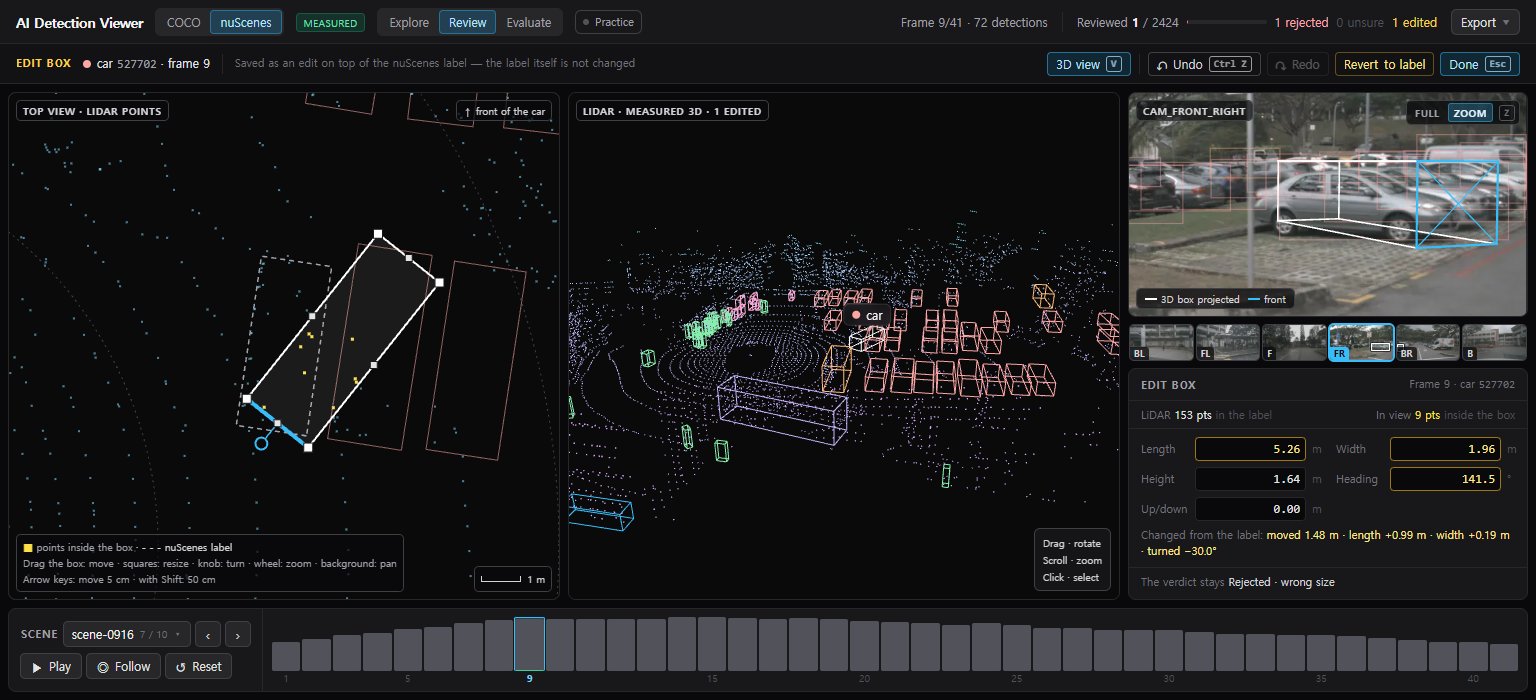 AI Detection Viewer COCO nuScenes MEASURED Explore Review Evaluate Practice Frame 9/41 · 72 detections Reviewed 1 / 2424 1 rejected 0 unsure 1 edited Export
EDIT BOX car 527702 · frame 9 Saved as an edit on top of the nuScenes label — the label itself is not changed 3D view V Undo Ctrl Z Redo Revert to label Done Esc
TOP VIEW · LIDAR POINTS
↑ front of the car
points inside the box · - - - nuScenes label
Drag the box: move · squares: resize · knob: turn · wheel: zoom · background: pan
Arrow keys: move 5 cm · with Shift: 50 cm
1 m
LIDAR · MEASURED 3D · 1 EDITED
car
Drag · rotate
Scroll · zoom
Click · select
CAM_FRONT_RIGHT FULL ZOOM Z
3D box projected front
BL FL F FR BR B
EDIT BOX Frame 9 · car 527702
LiDAR 153 pts in the label In view 9 pts inside the box
Length 5.26 m Width 1.96 m
Height 1.64 m Heading 141.5 °
Up/down 0.00 m
Changed from the label: moved 1.48 m · length +0.99 m · width +0.19 m
· turned −30.0°
The verdict stays Rejected · wrong size
SCENE scene-0916 7 / 10 ‹ ›
Play Follow Reset
1 5 9 15 20 25 30 35 40